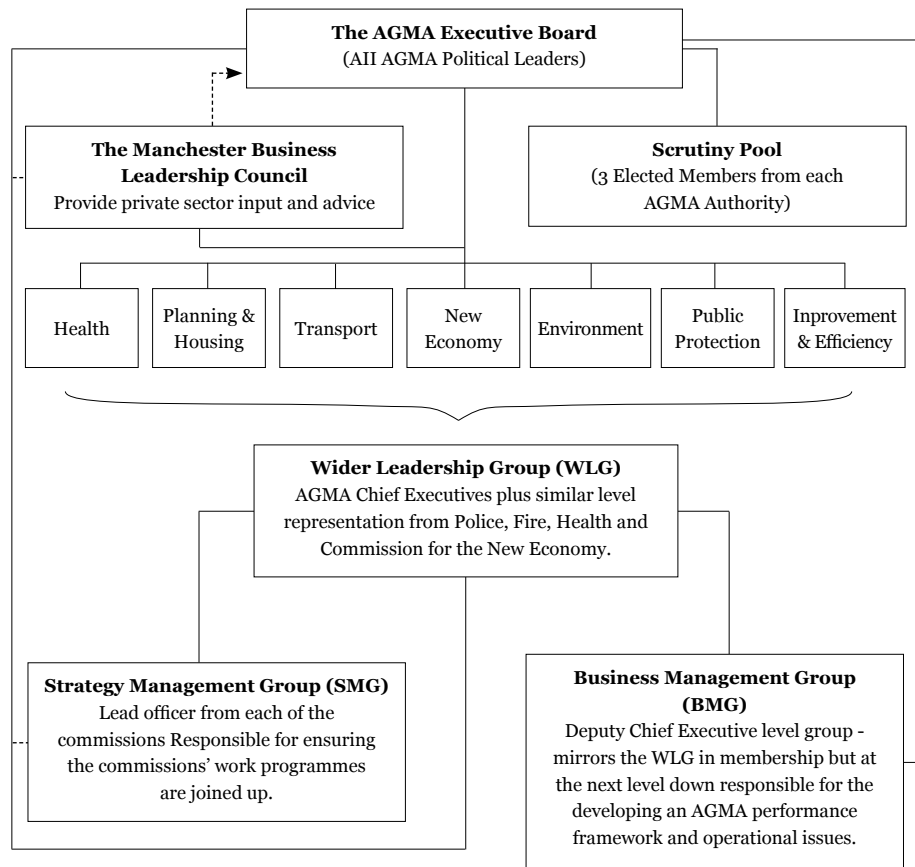 The AGMA Executive Board
(AII AGMA Political Leaders)
The Manchester Business
Leadership Council
Provide private sector input and advice
Scrutiny Pool
(3 Elected Members from each
AGMA Authority)
Health
Planning &
Housing
Transport
New
Economy
Environment
Public
Protection
Inprovement
& Efficiency
Wider Leadership Group (WLG)
AGMA Chief Executives plus similar level
representation from Police, Fire, Health and
Commission for the New Economy.
Strategy Management Group (SMG)
Lead officer from each of the
commissions Responsible for ensuring
the commissions’ work programmes
are joined up.
Business Management Group
(BMG)
Deputy Chief Executive level group -
mirrors the WLG in membership but at
the next level down responsible for the
developing an AGMA performance
framework and operational issues.